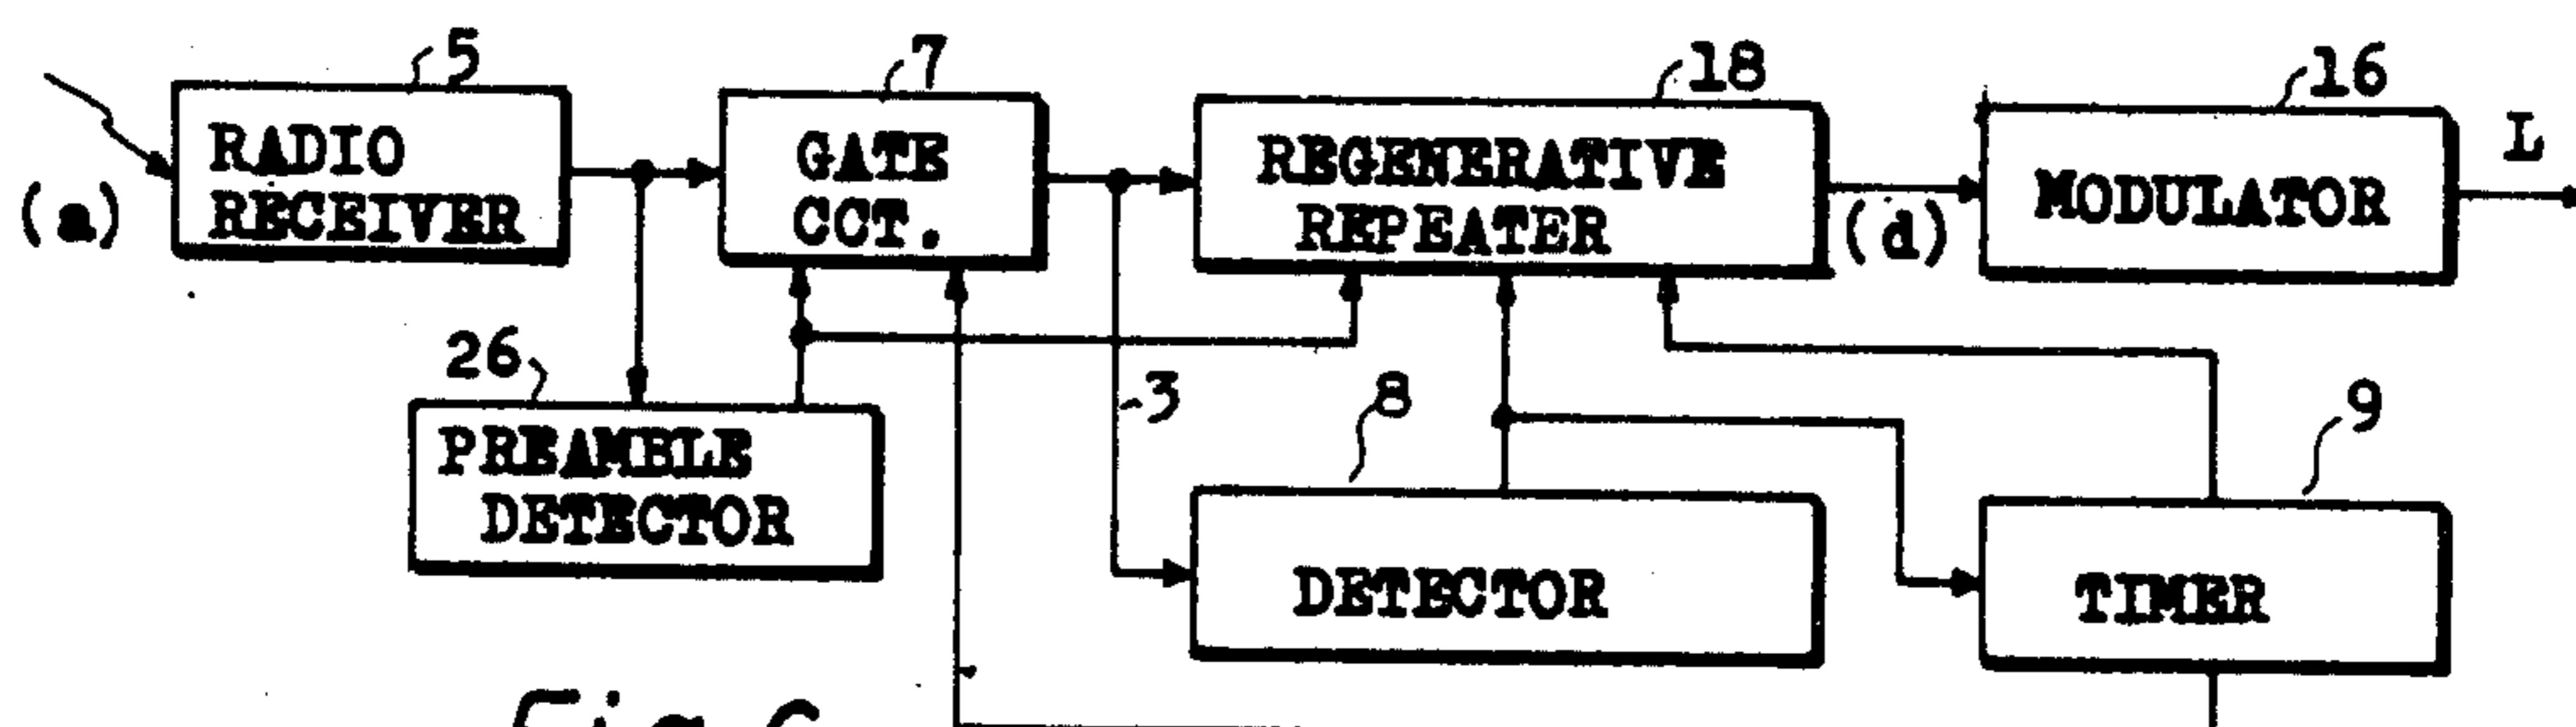 5
7
18
16
RADIO
RECEIVER
GATE
CCT.
REGENERATIVE
REPEATER
MODULATOR
L
(a)
(d)
26
3
8
9
PREAMBLE
DETECTOR
DETECTOR
TIMER